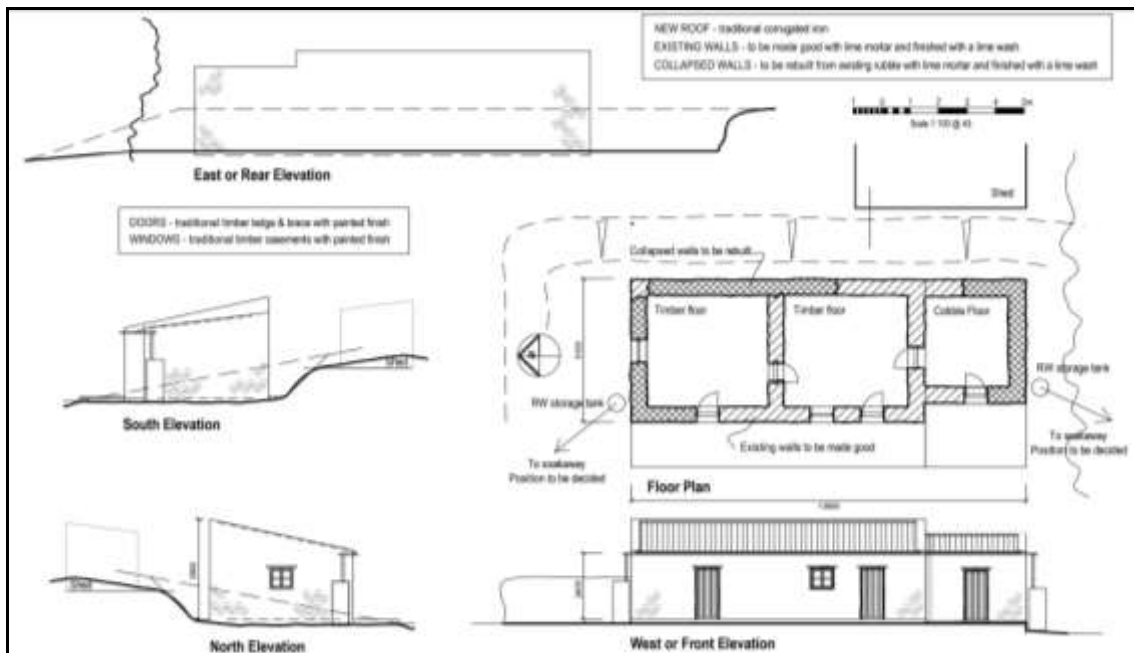 NEW ROOF - traditional corrugated iron
EXISTING WALLS - to be made good with lime mortar and finished with a lime wash
COLLAPSED WALLS - to be rebuilt from existing rubble with lime mortar and finished with a lime wash
Scale 1:100 @ A3
East or Rear Elevation
Shed
DOORS - traditional timber ledge & brace with painted finish
WINDOWS - traditional timber casements with painted finish
Collapsed walls to be rebuilt
Timber floor
Timber floor
Cobble Floor
Shed
RW storage tank
RW storage tank
South Elevation
To soakaway
Position to be decided
Existing walls to be made good
To soakaway
Position to be decided
Floor Plan
Shed
North Elevation
West or Front Elevation